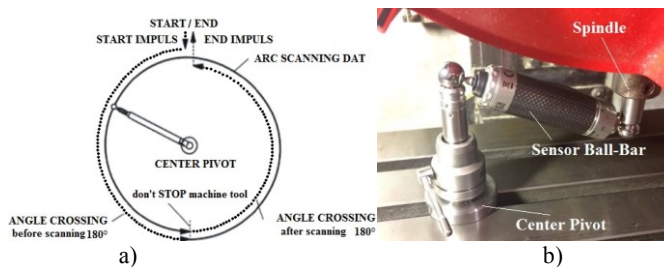 START / END
START IMPULS
END IMPULS
ARC SCANNING DAT
CENTER PIVOT
don't STOP machine tool
ANGLE CROSSING
before scanning 180°
ANGLE CROSSING
after scanning 180°
a)
Spindle
Sensor Ball-Bar
Center Pivot
b)